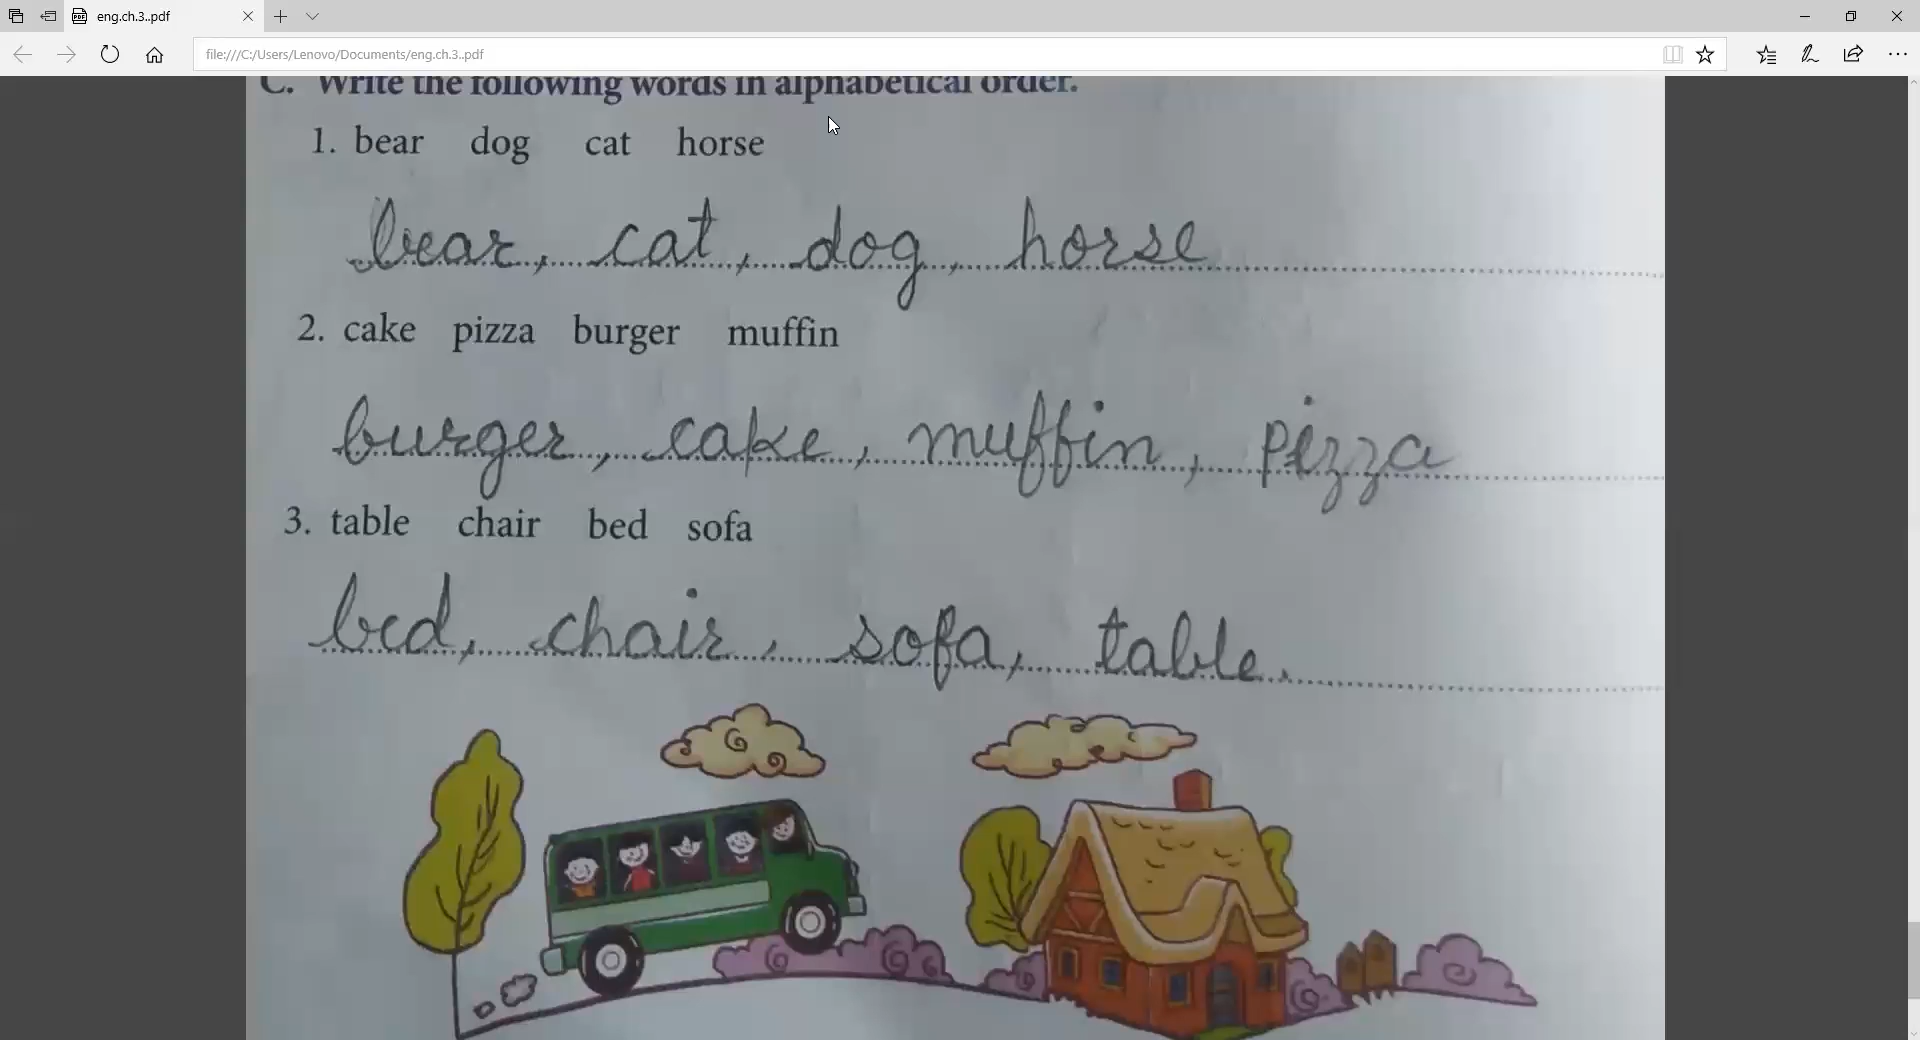 eng.ch.3..pdf
file:///C:/Users/Lenovo/Documents/eng.ch.3..pdf
C. Write the following words in alphabetical order.
1. bear dog cat horse
bear, cat, dog, horse
2. cake pizza burger muffin
burger, cake, muffin, pizza
3. table chair bed sofa
bed, chair, sofa, table.